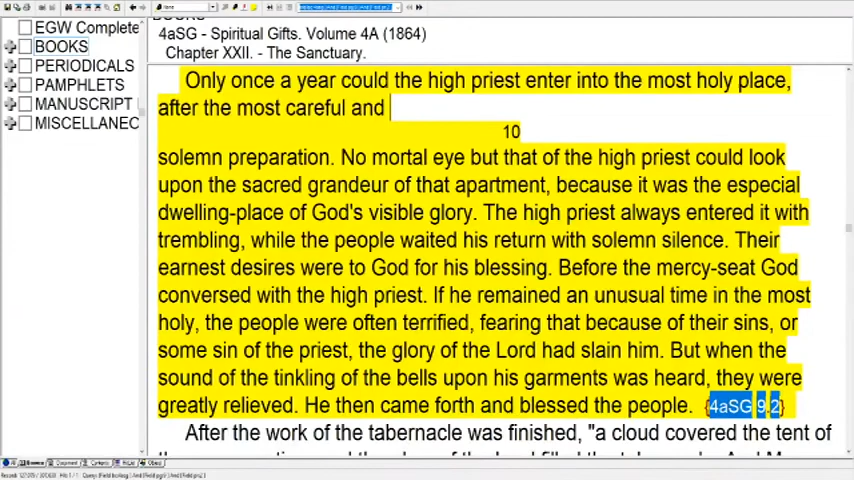 EGW Complete
BOOKS
PERIODICALS
PAMPHLETS
MANUSCRIPT
MISCELLANEC
4aSG - Spiritual Gifts. Volume 4A (1864)
Chapter XXII. - The Sanctuary.
Only once a year could the high priest enter into the most holy place,
after the most careful and
10
solemn preparation. No mortal eye but that of the high priest could look
upon the sacred grandeur of that apartment, because it was the especial
dwelling-place of God's visible glory. The high priest always entered it with
trembling, while the people waited his return with solemn silence. Their
earnest desires were to God for his blessing. Before the mercy-seat God
conversed with the high priest. If he remained an unusual time in the most
holy, the people were often terrified, fearing that because of their sins, or
some sin of the priest, the glory of the Lord had slain him. But when the
sound of the tinkling of the bells upon his garments was heard, they were
greatly relieved. He then came forth and blessed the people. {4aSG 9.2}
After the work of the tabernacle was finished, "a cloud covered the tent of